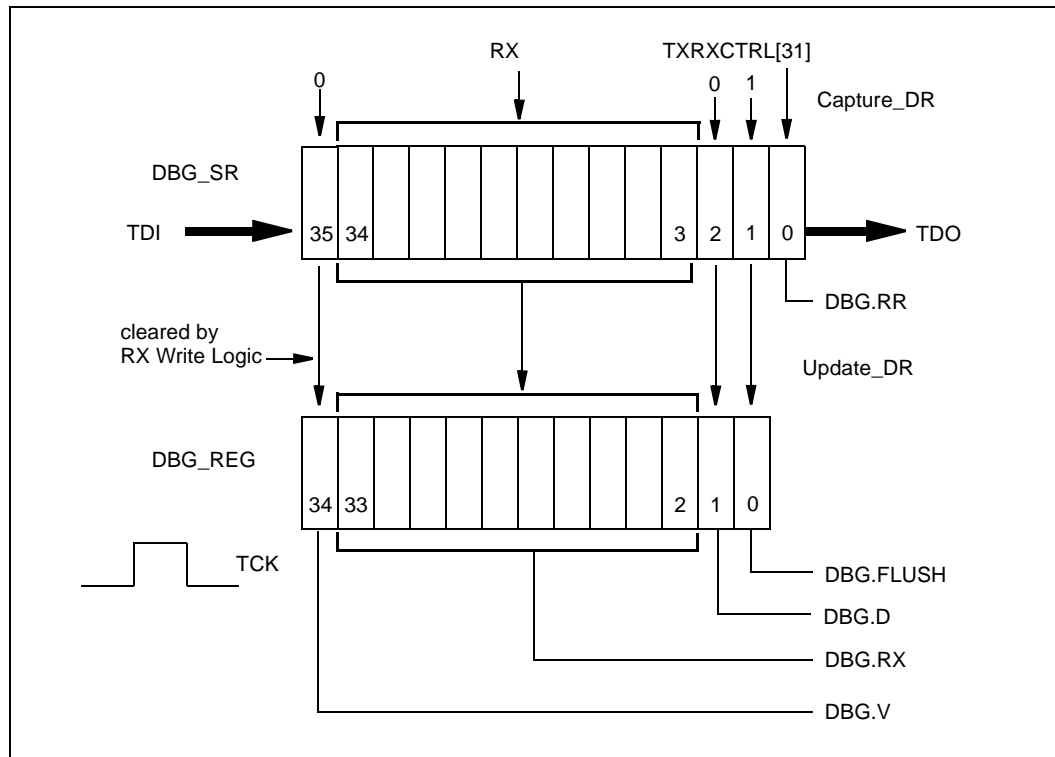 RX
TXRXCTRL[31]
0
0 1
Capture_DR
DBG_SR
TDI
35 34 3 2 1 0
TDO
DBG.RR
cleared by
RX Write Logic
Update_DR
DBG_REG
34 33 2 1 0
TCK
DBG.FLUSH
DBG.D
DBG.RX
DBG.V